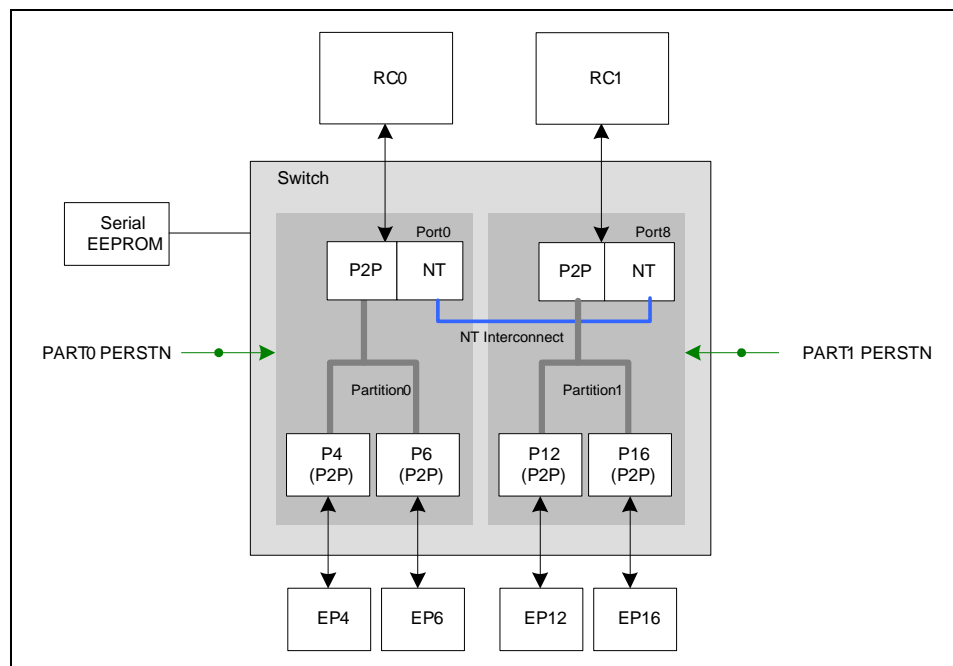 RC0
RC1
Switch
Serial
EEPROM
Port0
Port8
P2P
NT
P2P
NT
NT Interconnect
PART0 PERSTN
PART1 PERSTN
Partition0
Partition1
P4
(P2P)
P6
(P2P)
P12
(P2P)
P16
(P2P)
EP4
EP6
EP12
EP16